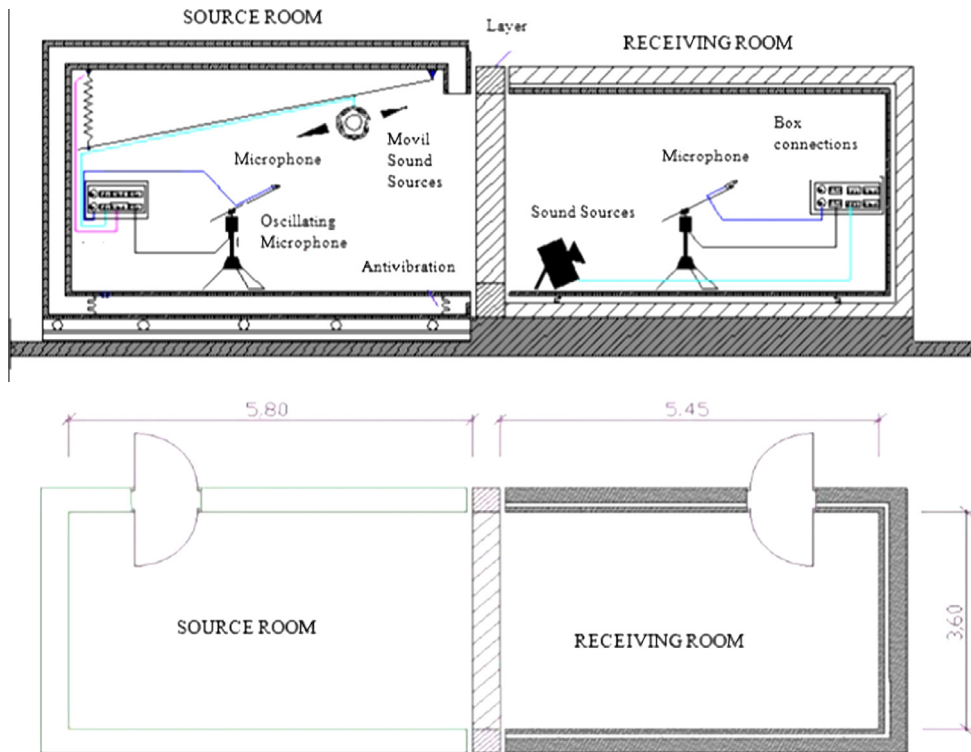 SOURCE ROOM
Layer
RECEIVING ROOM
Movil
Sound
Sources
Microphone
Oscillating
Microphone
Antivibration
Box
connections
Microphone
Sound Sources
5,80
5.45
SOURCE ROOM
RECEIVING ROOM
3,60